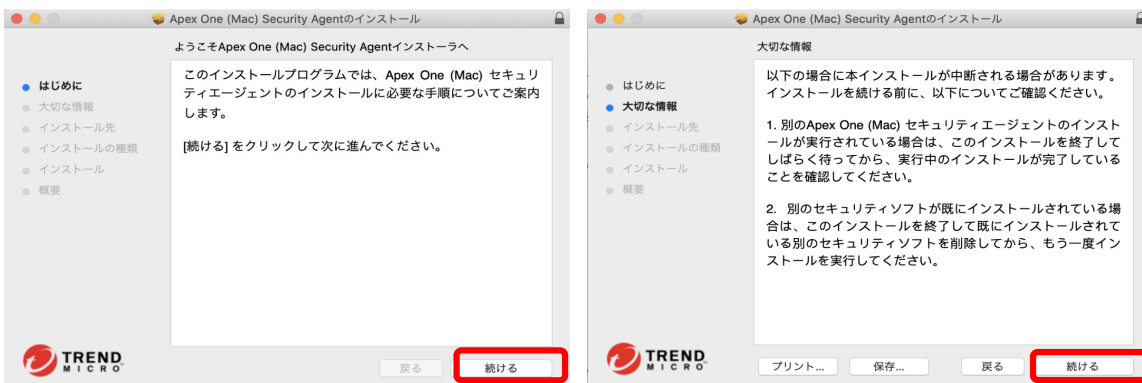 Apex One (Mac) Security Agentのインストール
ようこそApex One (Mac) Security Agentインストーラへ
はじめに
大切な情報
インストール先
インストールの種類
インストール
概要
このインストールプログラムでは、Apex One (Mac) セキュリ
ティエージェントのインストールに必要な手順についてご案内
します。
[続ける] をクリックして次に進んでください。
TREND
MICRO
戻る
続ける
Apex One (Mac) Security Agentのインストール
大切な情報
はじめに
大切な情報
インストール先
インストールの種類
インストール
概要
以下の場合に本インストールが中断される場合があります。
インストールを続ける前に、以下についてご確認ください。
1. 別のApex One (Mac) セキュリティエージェントのインスト
ールが実行されている場合は、このインストールを終了して
しばらく待ってから、実行中のインストールが完了している
ことを確認してください。
2. 別のセキュリティソフトが既にインストールされている場
合は、このインストールを終了して既にインストールされて
いる別のセキュリティソフトを削除してから、もう一度イン
ストールを実行してください。
TREND
MICRO
プリント...
保存...
戻る
続ける